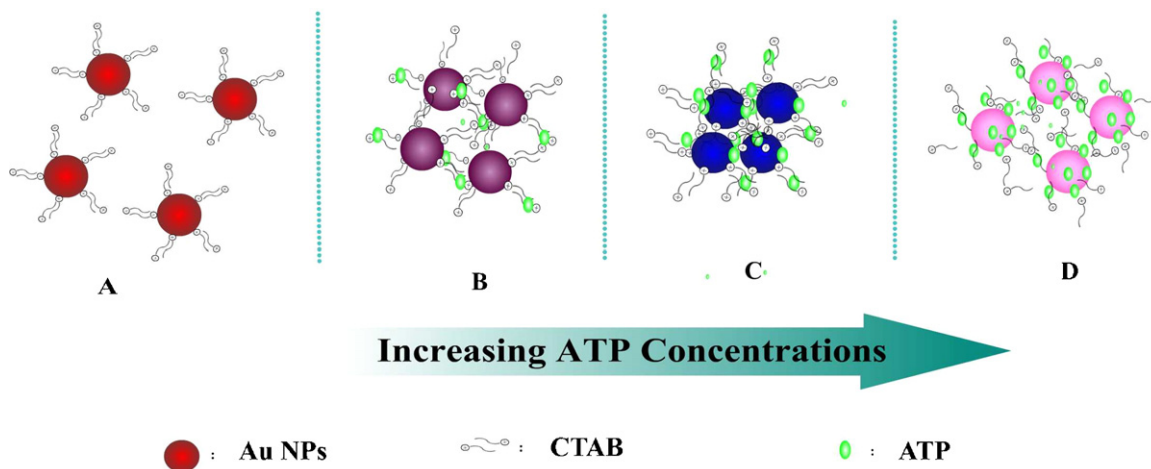 A
B
C
D
Increasing ATP Concentrations
: Au NPs
: CTAB
: ATP